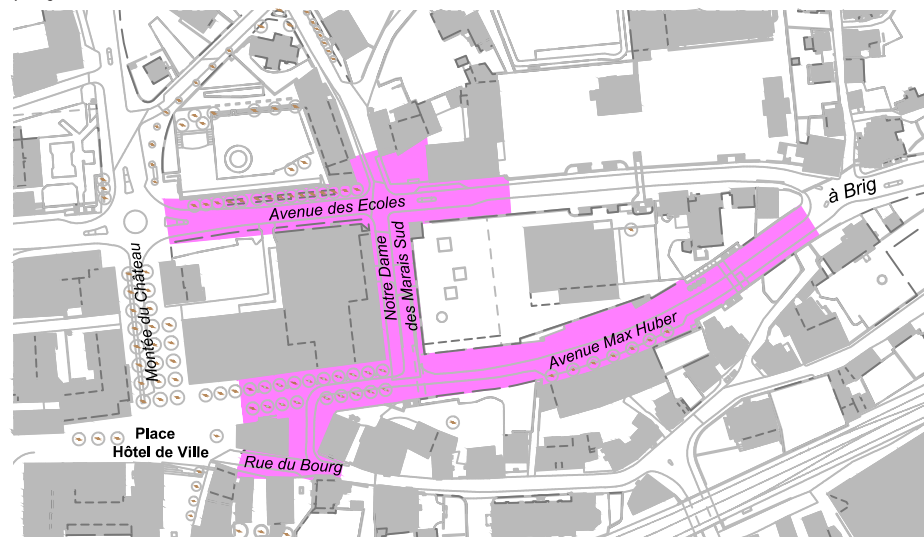 à Brig
Avenue des Ecoles
Notre Dame
des Marais Sud
Montée du Château
Avenue Max Huber
Place
Hôtel de Ville
Rue du Bourg